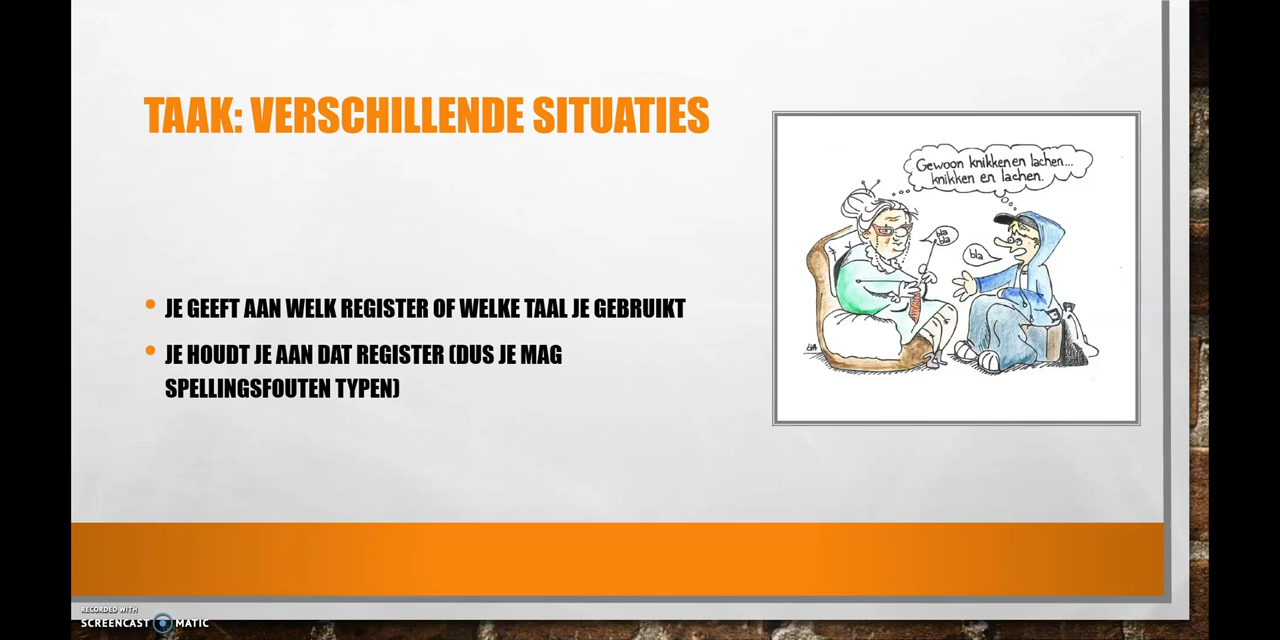 TAAK: VERSCHILLENDE SITUATIES
JE GEEFT AAN WELK REGISTER OF WELKE TAAL JE GEBRUIKT
JE HOUDT JE AAN DAT REGISTER (DUS JE MAG
SPELLINGSFOUTEN TYPEN)
Gewoon knikken en lachen...
knikken en lachen.
bla
bla
bla
RECORDED WITH
SCREENCAST MATIC